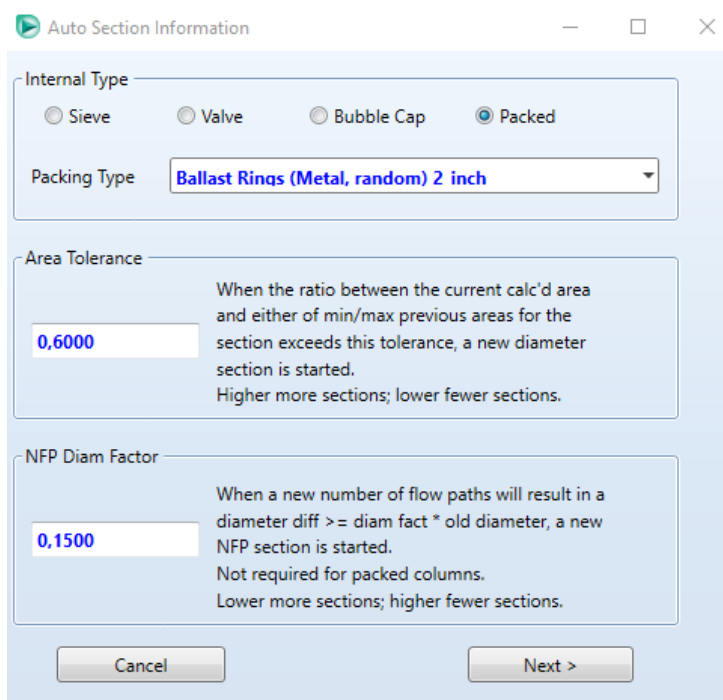 Auto Section Information
Internal Type
Sieve
Valve
Bubble Cap
Packed
Packing Type
Ballast Rings (Metal, random) 2 inch
Area Tolerance
0,6000
When the ratio between the current calc'd area
and either of min/max previous areas for the
section exceeds this tolerance, a new diameter
section is started.
Higher more sections; lower fewer sections.
NFP Diam Factor
0,1500
When a new number of flow paths will result in a
diameter diff >= diam fact * old diameter, a new
NFP section is started.
Not required for packed columns.
Lower more sections; higher fewer sections.
Cancel
Next >